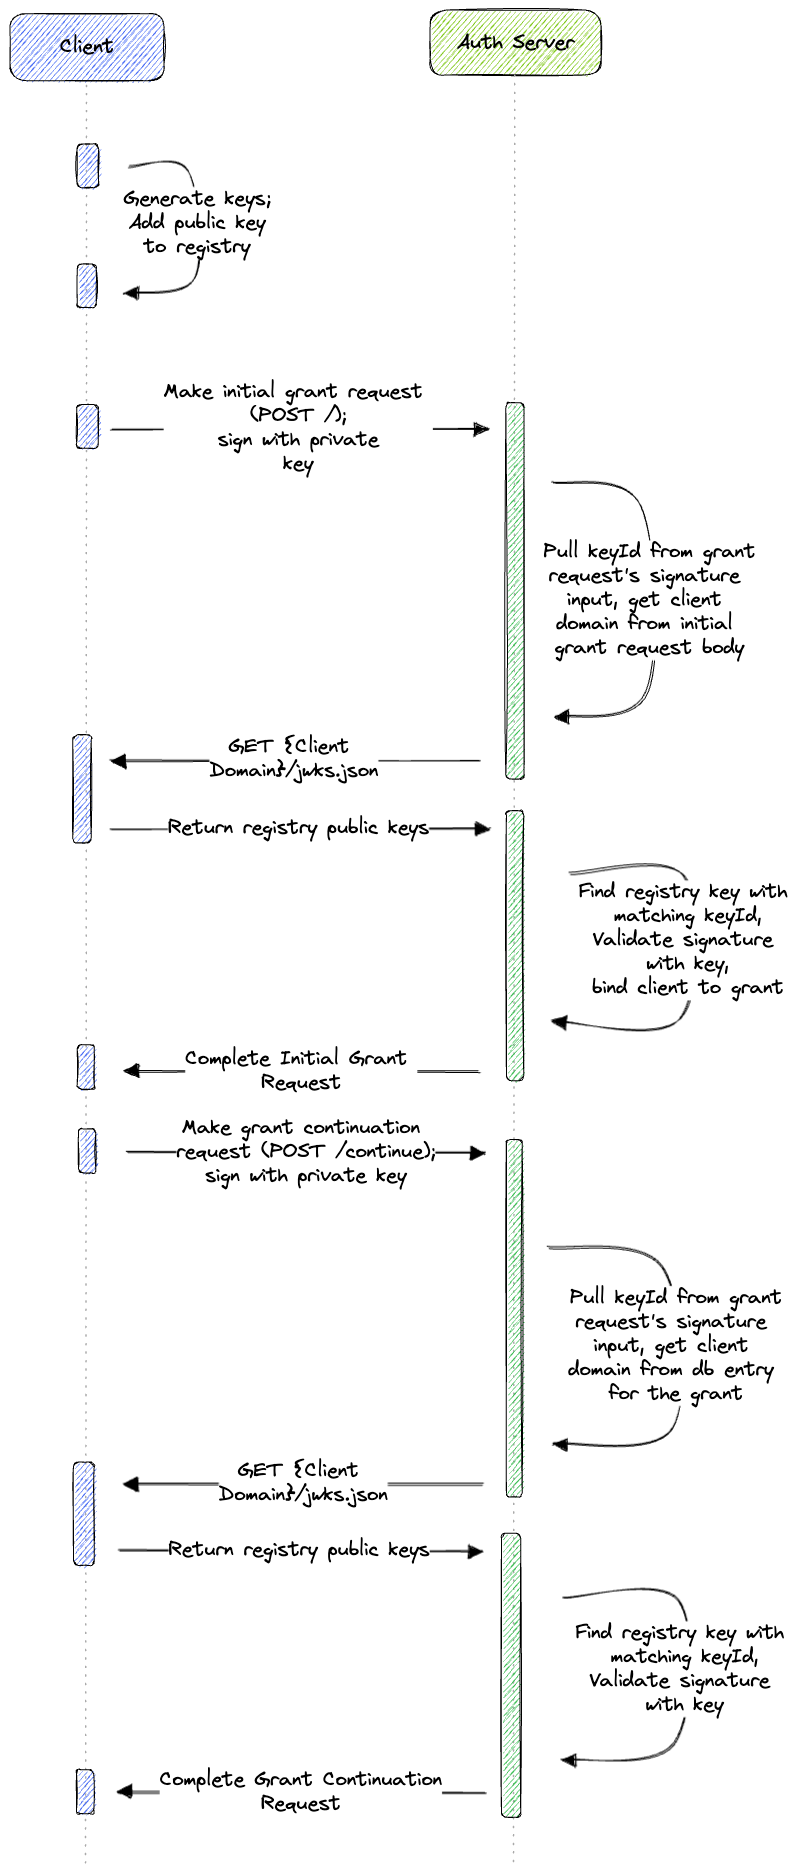 Client
Auth Server
Generate keys;
Add public key
to registry
Make initial grant request
(POST /);
sign with private
key
Pull keyId from grant
request's signature
input, get client
domain from initial
grant request body
GET {Client
Domain}/jwks.json
Return registry public keys
Find registry key with
matching keyId,
Validate signature
with key,
bind client to grant
Complete Initial Grant
Request
Make grant continuation
request (POST /continue);
sign with private key
Pull keyId from grant
request's signature
input, get client
domain from db entry
for the grant
GET {Client
Domain}/jwks.json
Return registry public keys
Find registry key with
matching keyId,
Validate signature
with key
Complete Grant Continuation
Request